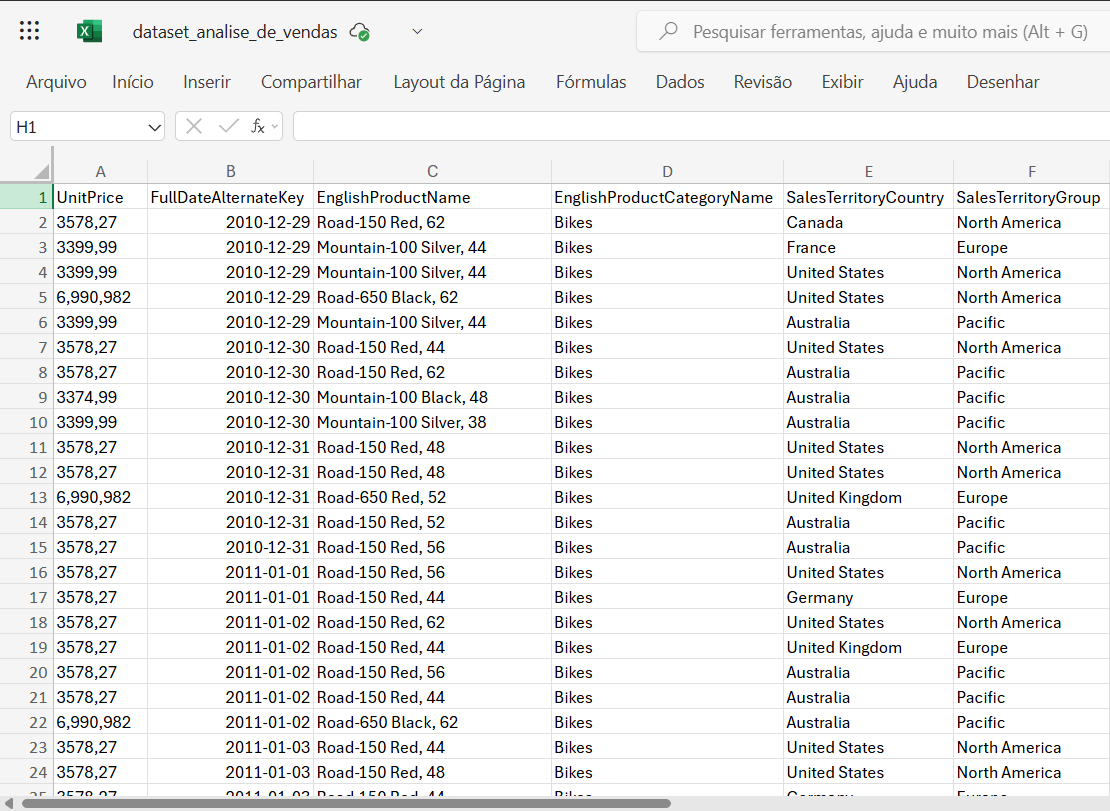 dataset_analise_de_vendas
Pesquisar ferramentas, ajuda e muito mais (Alt + G)
Arquivo Início Inserir Compartilhar Layout da Página Fórmulas Dados Revisão Exibir Ajuda Desenhar
H1 fx
A B C D E F
1 UnitPrice FullDateAlternateKey EnglishProductName EnglishProductCategoryName SalesTerritoryCountry SalesTerritoryGroup
2 3578,27 2010-12-29 Road-150 Red, 62 Bikes Canada North America
3 3399,99 2010-12-29 Mountain-100 Silver, 44 Bikes France Europe
4 3399,99 2010-12-29 Mountain-100 Silver, 44 Bikes United States North America
5 6,990,982 2010-12-29 Road-650 Black, 62 Bikes United States North America
6 3399,99 2010-12-29 Mountain-100 Silver, 44 Bikes Australia Pacific
7 3578,27 2010-12-30 Road-150 Red, 44 Bikes United States North America
8 3578,27 2010-12-30 Road-150 Red, 62 Bikes Australia Pacific
9 3374,99 2010-12-30 Mountain-100 Black, 48 Bikes Australia Pacific
10 3399,99 2010-12-30 Mountain-100 Silver, 38 Bikes Australia Pacific
11 3578,27 2010-12-31 Road-150 Red, 48 Bikes United States North America
12 3578,27 2010-12-31 Road-150 Red, 48 Bikes United States North America
13 6,990,982 2010-12-31 Road-650 Red, 52 Bikes United Kingdom Europe
14 3578,27 2010-12-31 Road-150 Red, 52 Bikes Australia Pacific
15 3578,27 2010-12-31 Road-150 Red, 56 Bikes Australia Pacific
16 3578,27 2011-01-01 Road-150 Red, 56 Bikes United States North America
17 3578,27 2011-01-01 Road-150 Red, 44 Bikes Germany Europe
18 3578,27 2011-01-02 Road-150 Red, 62 Bikes United States North America
19 3578,27 2011-01-02 Road-150 Red, 44 Bikes United Kingdom Europe
20 3578,27 2011-01-02 Road-150 Red, 56 Bikes Australia Pacific
21 3578,27 2011-01-02 Road-150 Red, 44 Bikes Australia Pacific
22 6,990,982 2011-01-02 Road-650 Black, 62 Bikes Australia Pacific
23 3578,27 2011-01-03 Road-150 Red, 44 Bikes United States North America
24 3578,27 2011-01-03 Road-150 Red, 48 Bikes United States North America